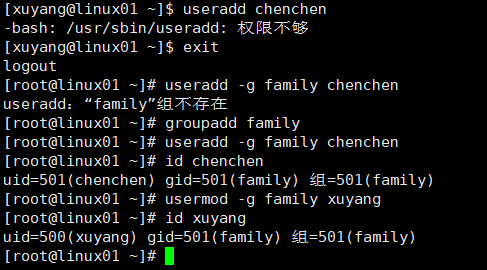 [xuyang@linux01 ~]$ useradd chenchen
-bash: /usr/sbin/useradd: 权限不够
[xuyang@linux01 ~]$ exit
logout
[root@linux01 ~]# useradd -g family chenchen
useradd：“family”组不存在
[root@linux01 ~]# groupadd family
[root@linux01 ~]# useradd -g family chenchen
[root@linux01 ~]# id chenchen
uid=501(chenchen) gid=501(family) 组=501(family)
[root@linux01 ~]# usermod -g family xuyang
[root@linux01 ~]# id xuyang
uid=500(xuyang) gid=501(family) 组=501(family)
[root@linux01 ~]#